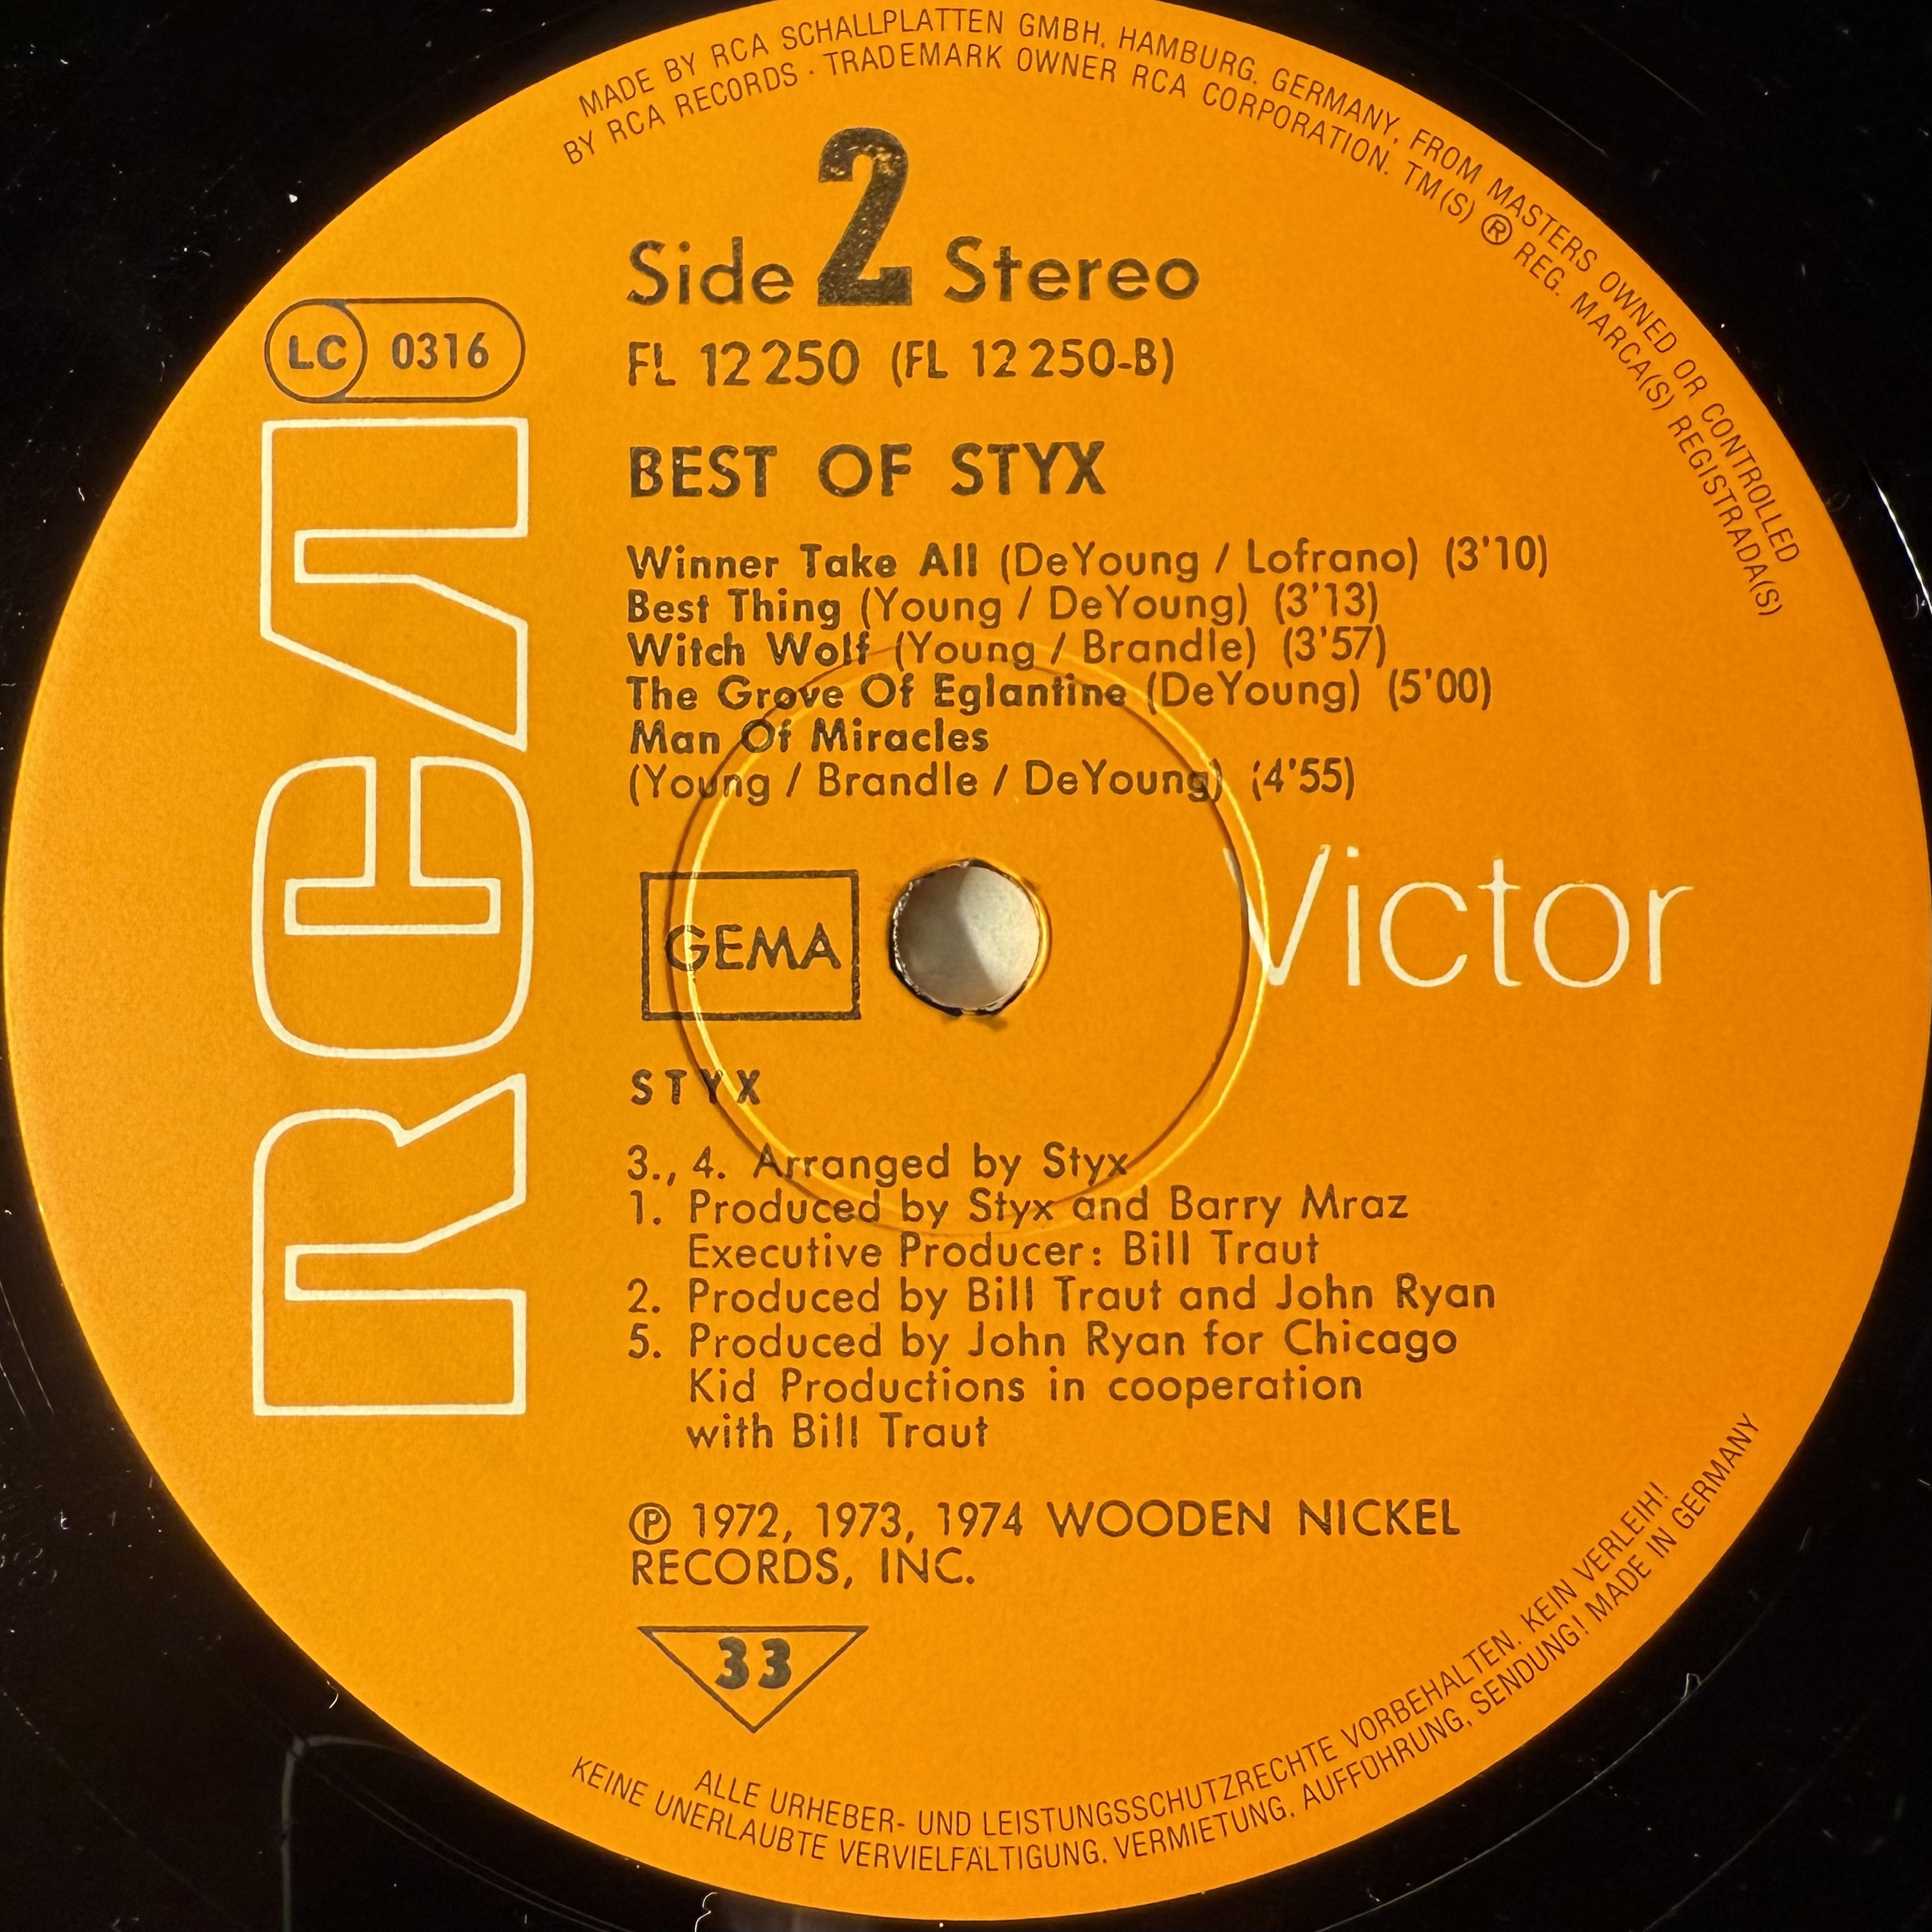 MADE BY RCA SCHALLPLATTEN GMBH, HAMBURG, GERMANY, FROM MASTERS OWNED OR CONTROLLED
BY RCA RECORDS · TRADEMARK OWNER RCA CORPORATION. TM(S) ® REG. MARCA(S) REGISTRADA(S)
Side 2 Stereo
LC 0316
FL 12 250 (FL 12 250-B)
BEST OF STYX
Winner Take All (DeYoung / Lofrano) (3'10)
Best Thing (Young / DeYoung) (3'13)
Witch Wolf (Young / Brandle) (3'57)
The Grove Of Eglantine (DeYoung) (5'00)
Man Of Miracles
(Young / Brandle / DeYoung) (4'55)
RCA
Victor
GEMA
STYX
3., 4. Arranged by Styx
1. Produced by Styx and Barry Mraz
Executive Producer: Bill Traut
2. Produced by Bill Traut and John Ryan
5. Produced by John Ryan for Chicago
Kid Productions in cooperation
with Bill Traut
Ⓟ 1972, 1973, 1974 WOODEN NICKEL
RECORDS, INC.
33
ALLE URHEBER- UND LEISTUNGSSCHUTZRECHTE VORBEHALTEN. KEIN VERLEIH!
KEINE UNERLAUBTE VERVIELFÄLTIGUNG, VERMIETUNG, AUFFÜHRUNG, SENDUNG! MADE IN GERMANY